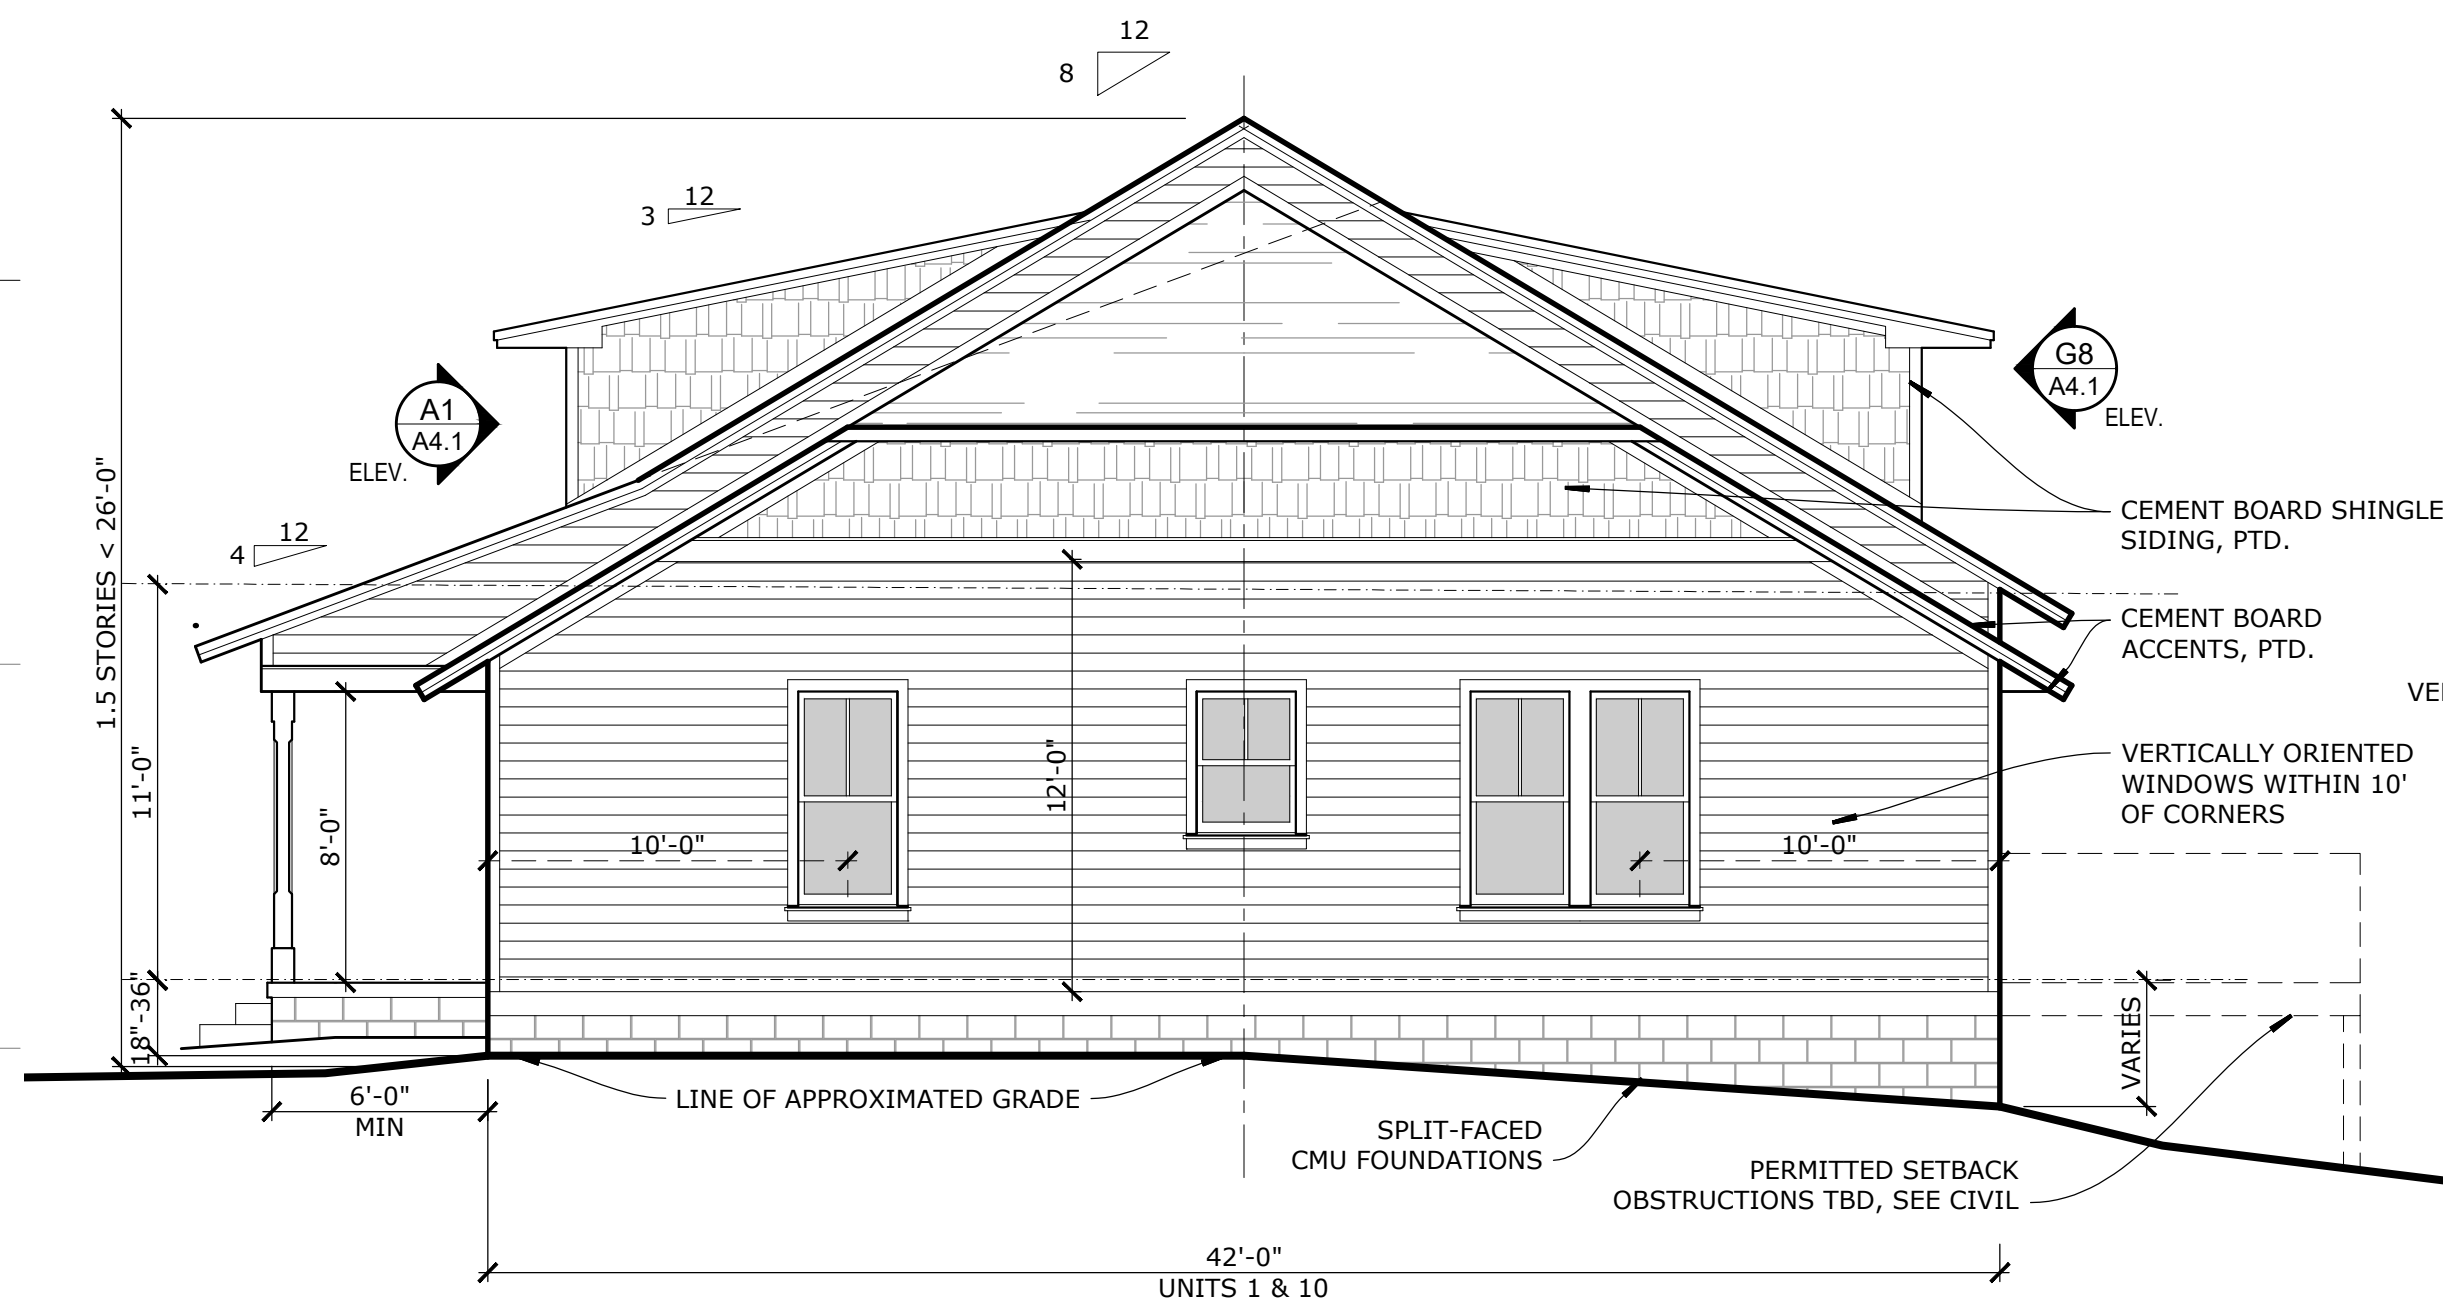 12
8
12
3
A1
A4.1
ELEV.
G8
A4.1
ELEV.
12
4
1.5 STORIES < 26'-0"
11'-0"
8'-0"
18"-36"
12'-0"
10'-0"
10'-0"
CEMENT BOARD SHINGLE
SIDING, PTD.
CEMENT BOARD
ACCENTS, PTD.
VERTICALLY ORIENTED
WINDOWS WITHIN 10'
OF CORNERS
VARIES
6'-0"
MIN
LINE OF APPROXIMATED GRADE
SPLIT-FACED
CMU FOUNDATIONS
PERMITTED SETBACK
OBSTRUCTIONS TBD, SEE CIVIL
42'-0"
UNITS 1 & 10